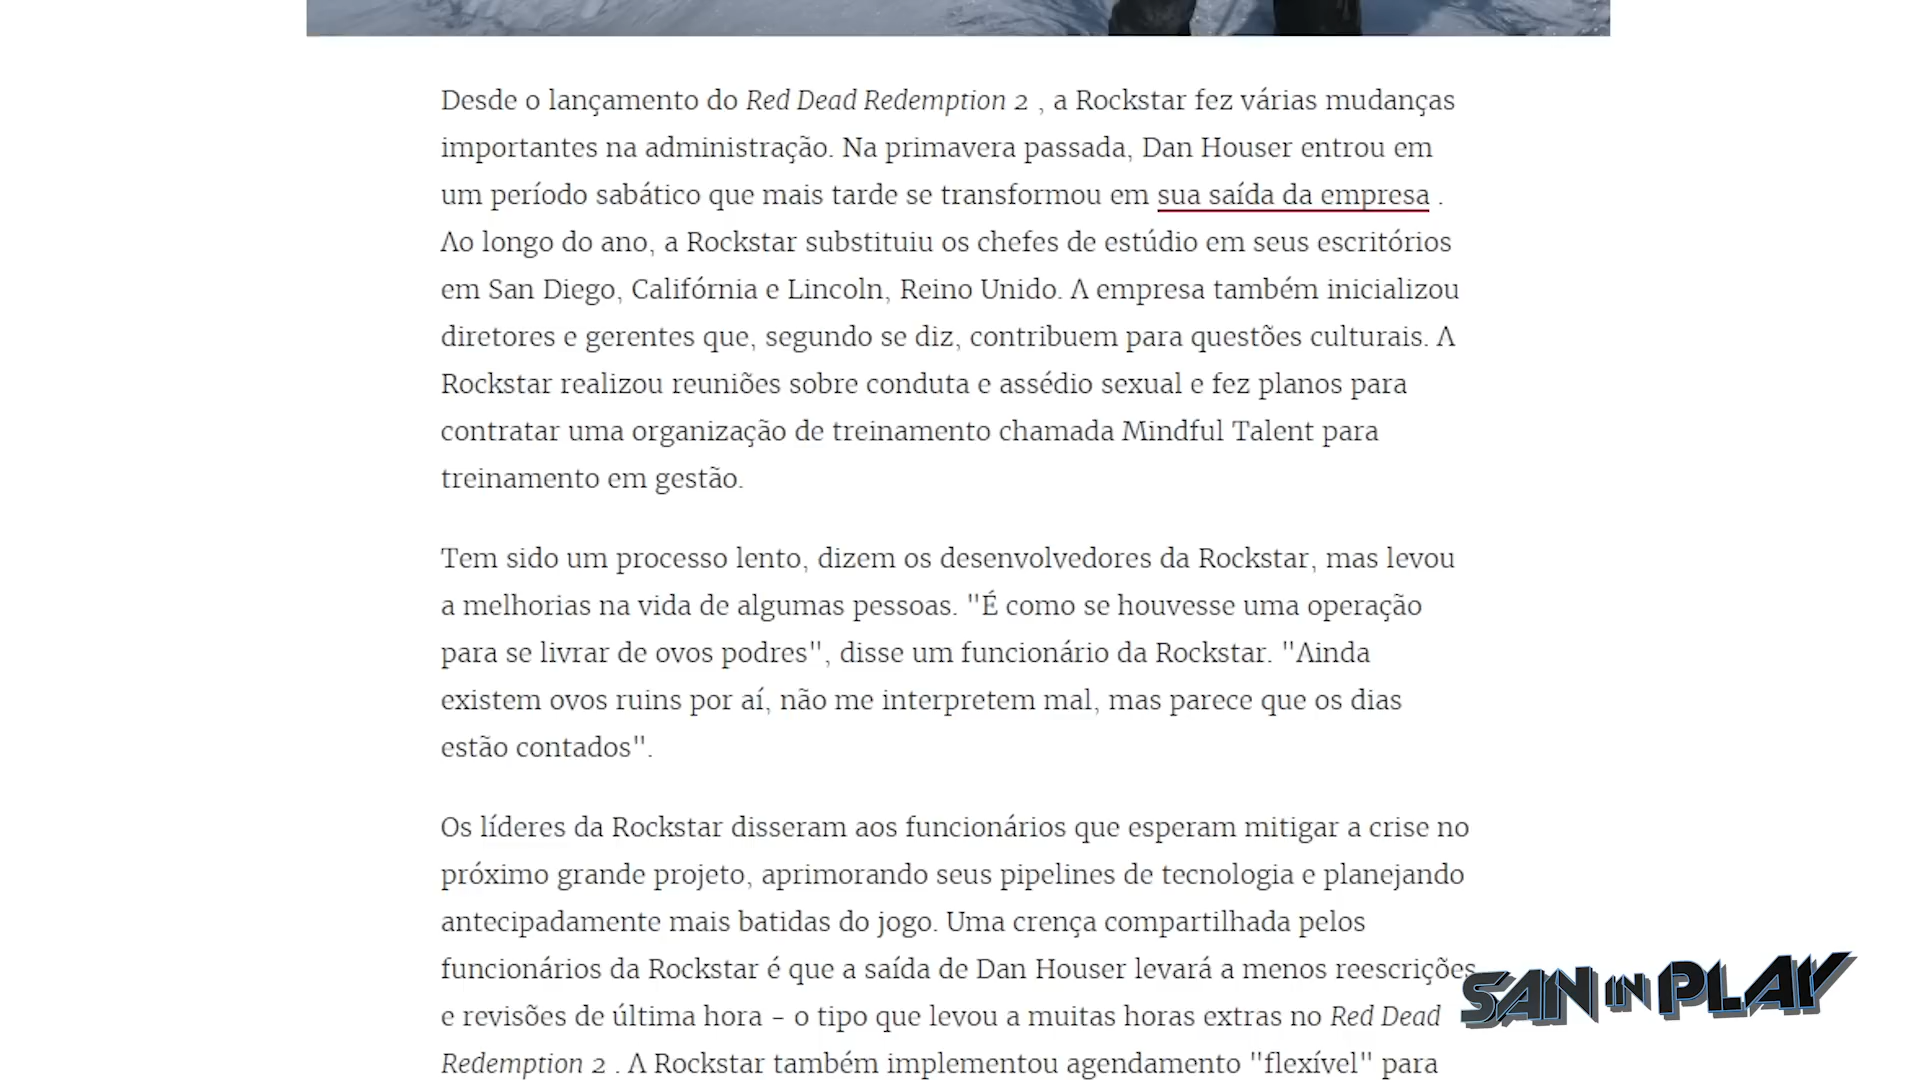 Desde o lançamento do Red Dead Redemption 2 , a Rockstar fez várias mudanças
importantes na administração. Na primavera passada, Dan Houser entrou em
um período sabático que mais tarde se transformou em sua saída da empresa .
Ao longo do ano, a Rockstar substituiu os chefes de estúdio em seus escritórios
em San Diego, Califórnia e Lincoln, Reino Unido. A empresa também inicializou
diretores e gerentes que, segundo se diz, contribuem para questões culturais. A
Rockstar realizou reuniões sobre conduta e assédio sexual e fez planos para
contratar uma organização de treinamento chamada Mindful Talent para
treinamento em gestão.
Tem sido um processo lento, dizem os desenvolvedores da Rockstar, mas levou
a melhorias na vida de algumas pessoas. "É como se houvesse uma operação
para se livrar de ovos podres", disse um funcionário da Rockstar. "Ainda
existem ovos ruins por aí, não me interpretem mal, mas parece que os dias
estão contados".
Os líderes da Rockstar disseram aos funcionários que esperam mitigar a crise no
próximo grande projeto, aprimorando seus pipelines de tecnologia e planejando
antecipadamente mais batidas do jogo. Uma crença compartilhada pelos
funcionários da Rockstar é que a saída de Dan Houser levará a menos reescrições
e revisões de última hora – o tipo que levou a muitas horas extras no Red Dead
Redemption 2 . A Rockstar também implementou agendamento "flexível" para
SAN IN PLAY